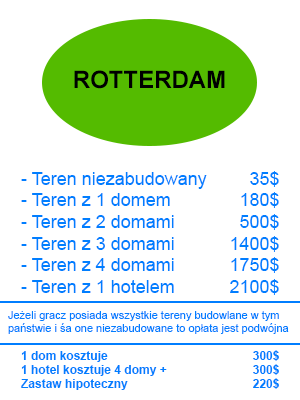 ROTTERDAM
- Teren niezabudowany 35$
- Teren z 1 domem 180$
- Teren z 2 domami 500$
- Teren z 3 domami 1400$
- Teren z 4 domami 1750$
- Teren z 1 hotelem 2100$
Jeżeli gracz posiada wszystkie tereny budowlane w tym
państwie i śa one niezabudowane to opłata jest podwójna
1 dom kosztuje 300$
1 hotel kosztuje 4 domy + 300$
Zastaw hipoteczny 220$